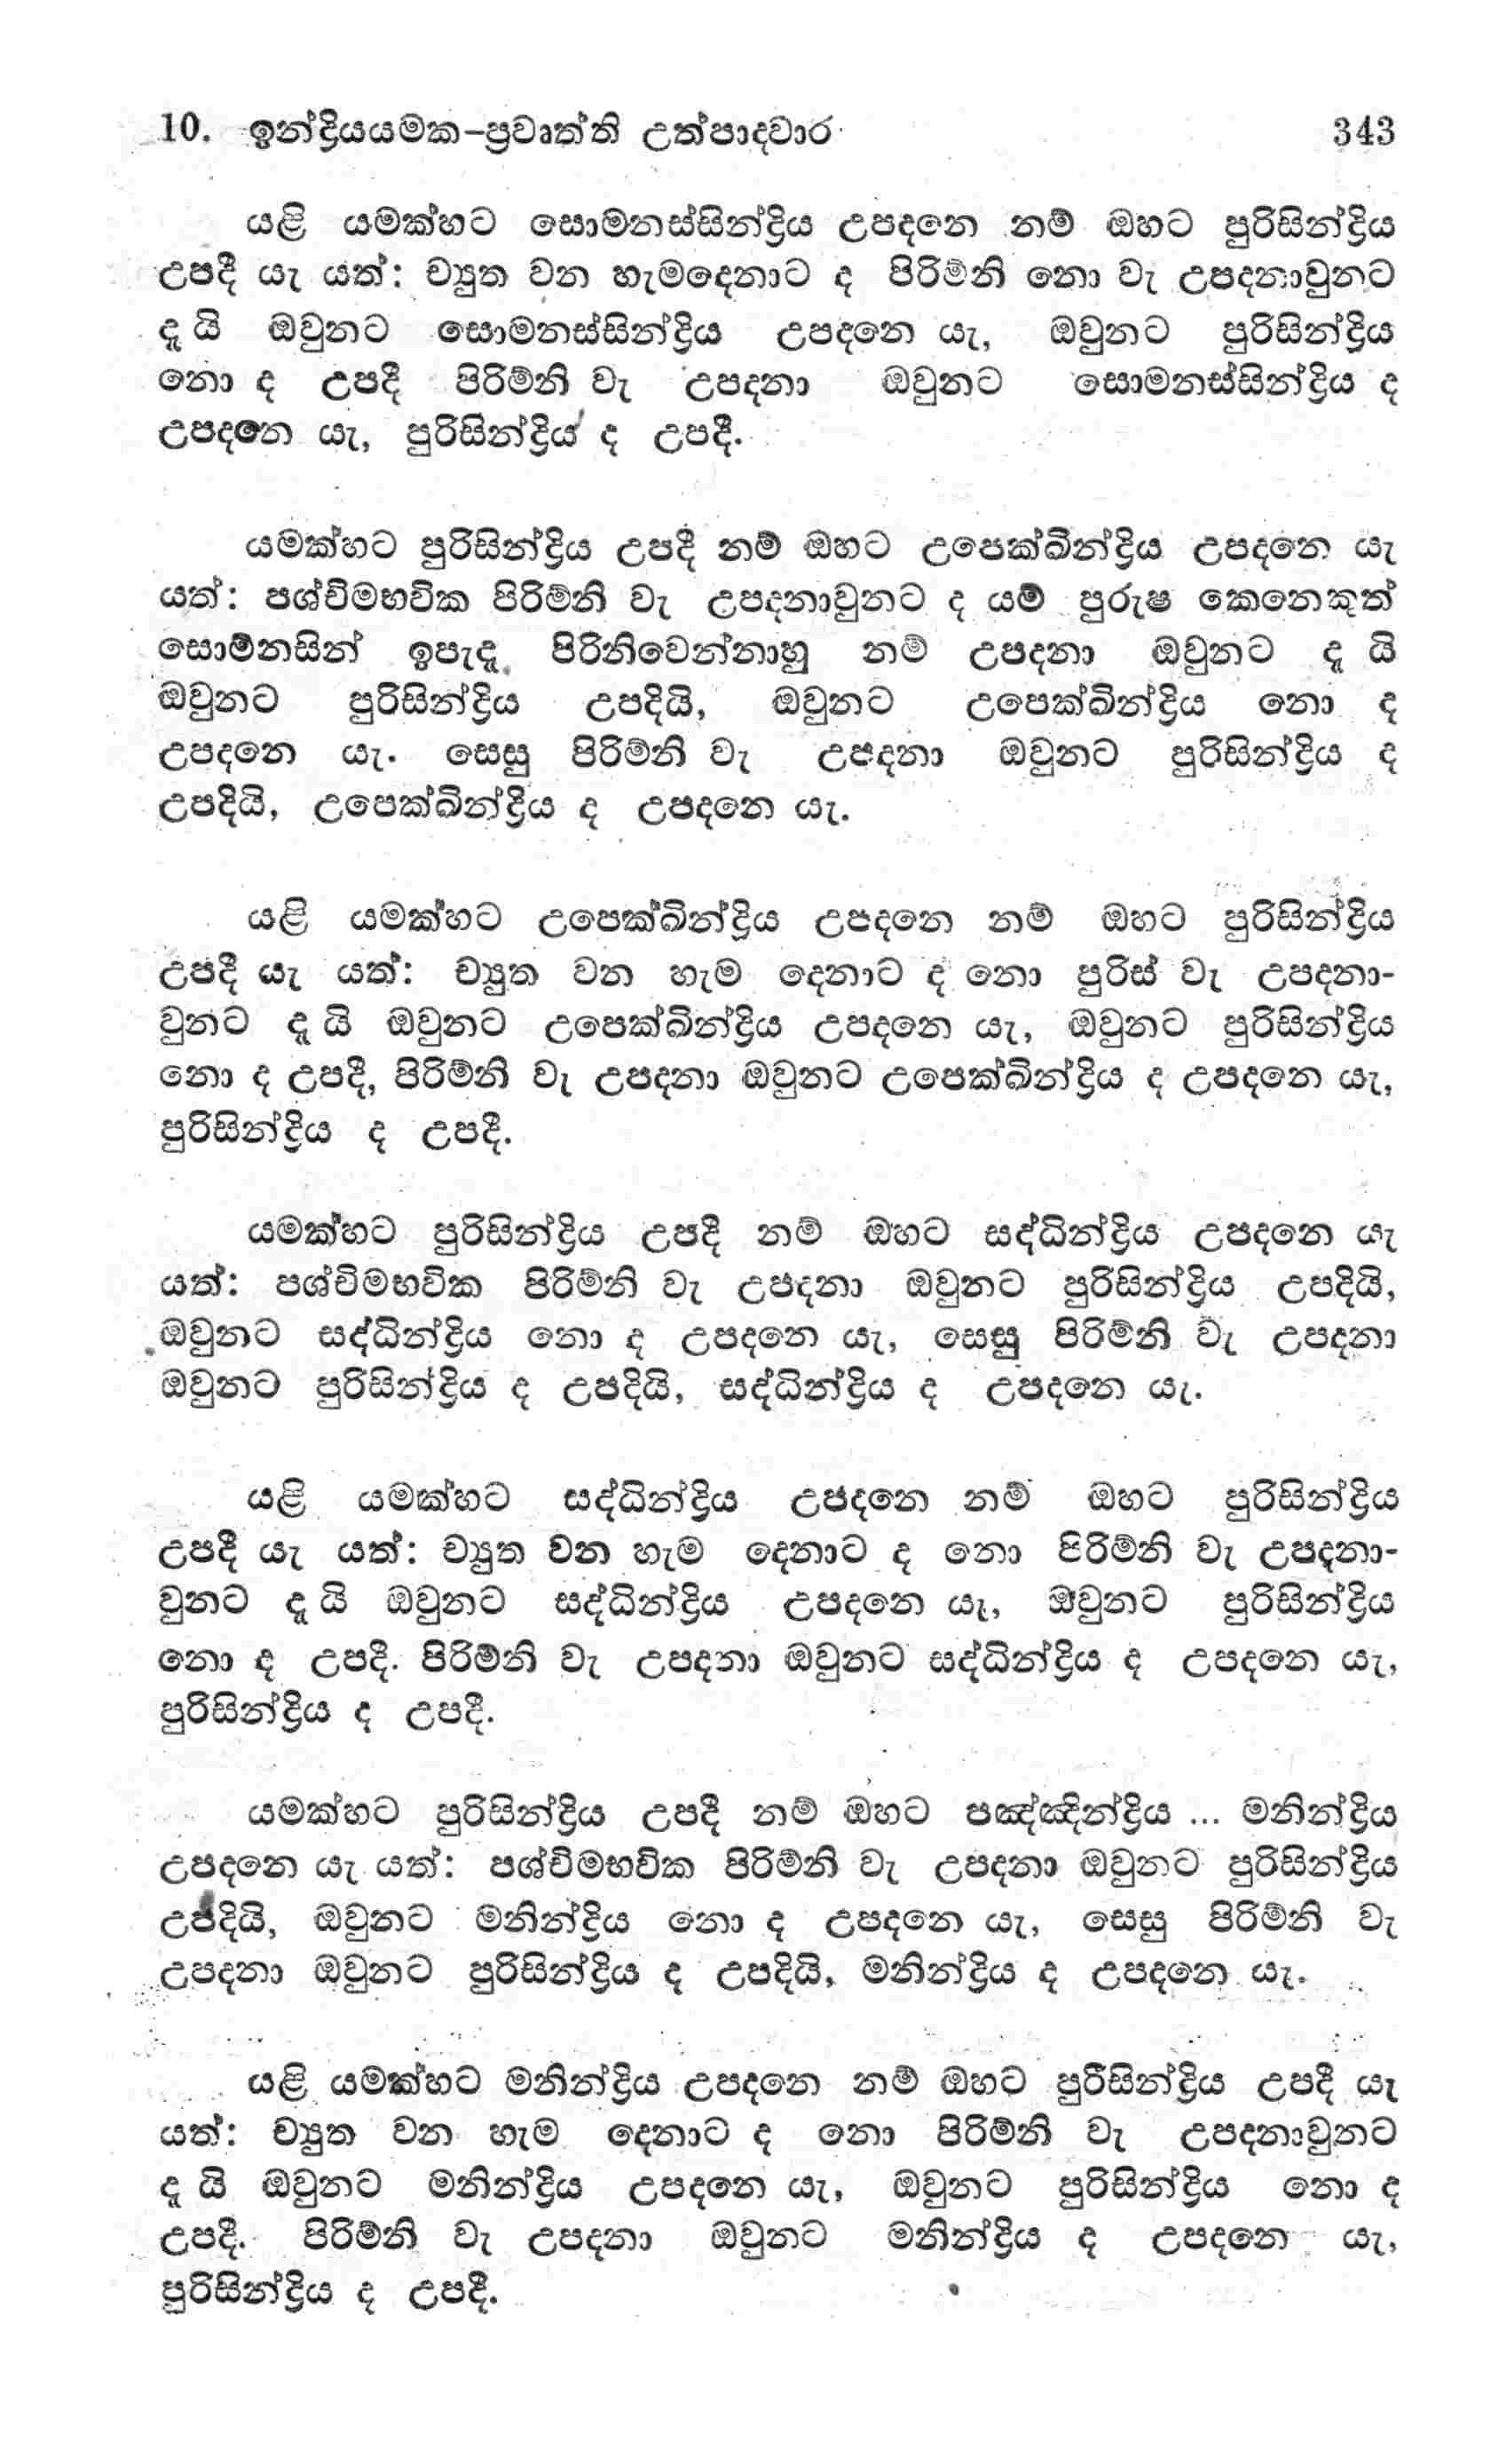 10. ඉන්ද්‍රියයමක-ප්‍රවෘත්ති උත්පාදවාර 343
යළි යමක්හට සොමනස්සින්ද්‍රිය උපදනෙ නම් ඔහට පුරිසින්ද්‍රිය
උපදී යැ යත්: ච්‍යුත වන හැමදෙනාට ද පිරිම්නි නො වැ උපදනාවුනට
දූ යි ඔවුනට සොමනස්සින්ද්‍රිය උපදනෙ යැ, ඔවුනට පුරිසින්ද්‍රිය
නො ද උපදී පිරිම්නි වැ උපදනා ඔවුනට සොමනස්සින්ද්‍රිය ද
උපදනෙ යැ, පුරිසින්ද්‍රිය ද උපදී.
යමක්හට පුරිසින්ද්‍රිය උපදී නම් ඔහට උපෙක්ඛින්ද්‍රිය උපදනෙ යැ
යත්: පශ්චිමභවික පිරිම්නි වැ උපදනාවුනට ද යම් පුරුෂ කෙනෙකුත්
සොම්නසින් ඉපැදූ පිරිනිවෙන්නාහු නම් උපදනා ඔවුනට දූ යි
ඔවුනට පුරිසින්ද්‍රිය උපදියි, ඔවුනට උපෙක්ඛින්ද්‍රිය නො ද
උපදනෙ යැ. සෙසු පිරිම්නි වැ උපදනා ඔවුනට පුරිසින්ද්‍රිය ද
උපදියි, උපෙක්ඛින්ද්‍රිය ද උපදනෙ යැ.
යළි යමක්හට උපෙක්ඛින්ද්‍රිය උපදනෙ නම් ඔහට පුරිසින්ද්‍රිය
උපදී යැ යත්: ච්‍යුත වන හැම දෙනාට ද නො පුරිස් වැ උපදනා-
වුනට දූ යි ඔවුනට උපෙක්ඛින්ද්‍රිය උපදනෙ යැ, ඔවුනට පුරිසින්ද්‍රිය
නො ද උපදී, පිරිම්නි වැ උපදනා ඔවුනට උපෙක්ඛින්ද්‍රිය ද උපදනෙ යැ,
පුරිසින්ද්‍රිය ද උපදී.
යමක්හට පුරිසින්ද්‍රිය උපදී නම් ඔහට සද්ධින්ද්‍රිය උපදනෙ යැ
යත්: පශ්චිමභවික පිරිම්නි වැ උපදනා ඔවුනට පුරිසින්ද්‍රිය උපදියි,
ඔවුනට සද්ධින්ද්‍රිය නො ද උපදනෙ යැ, සෙසු පිරිම්නි වැ උපදනා
ඔවුනට පුරිසින්ද්‍රිය ද උපදියි, සද්ධින්ද්‍රිය ද උපදනෙ යැ.
යළි යමක්හට සද්ධින්ද්‍රිය උපදනෙ නම් ඔහට පුරිසින්ද්‍රිය
උපදී යැ යත්: ච්‍යුත වන හැම දෙනාට ද නො පිරිම්නි වැ උපදනා-
වුනට දූ යි ඔවුනට සද්ධින්ද්‍රිය උපදනෙ යැ, ඔවුනට පුරිසින්ද්‍රිය
නො ද උපදී. පිරිම්නි වැ උපදනා ඔවුනට සද්ධින්ද්‍රිය ද උපදනෙ යැ,
පුරිසින්ද්‍රිය ද උපදී.
යමක්හට පුරිසින්ද්‍රිය උපදී නම් ඔහට පඤ්ඤින්ද්‍රිය ... මනින්ද්‍රිය
උපදනෙ යැ යත්: පශ්චිමභවික පිරිම්නි වැ උපදනා ඔවුනට පුරිසින්ද්‍රිය
උපදියි, ඔවුනට මනින්ද්‍රිය නො ද උපදනෙ යැ, සෙසු පිරිම්නි වැ
උපදනා ඔවුනට පුරිසින්ද්‍රිය ද උපදියි, මනින්ද්‍රිය ද උපදනෙ යැ.
යළි යමක්හට මනින්ද්‍රිය උපදනෙ නම් ඔහට පුරිසින්ද්‍රිය උපදී යැ
යත්: ච්‍යුත වන හැම දෙනාට ද නො පිරිම්නි වැ උපදනාවුනට
දූ යි ඔවුනට මනින්ද්‍රිය උපදනෙ යැ, ඔවුනට පුරිසින්ද්‍රිය නො ද
උපදී. පිරිම්නි වැ උපදනා ඔවුනට මනින්ද්‍රිය ද උපදනෙ යැ,
පුරිසින්ද්‍රිය ද උපදී.